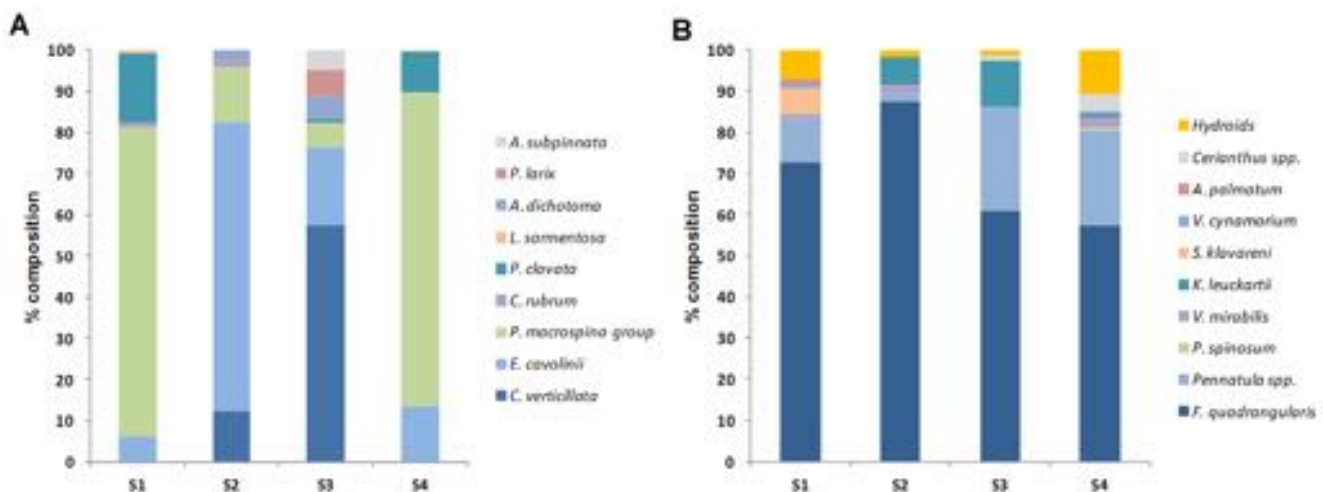 A
% composition
100
90
80
70
60
50
40
30
20
10
0
S1 S2 S3 S4
A. subpinnata
P. larix
A. dichotoma
L. sarmentosa
P. clavata
C. rubrum
P. macrospina group
E. cavolinii
C. verticillata
B
% composition
100
90
80
70
60
50
40
30
20
10
0
S1 S2 S3 S4
Hydroids
Cerianthus spp.
A. palmatum
V. cynamorium
S. klavareni
K. leuckartii
V. mirabilis
P. spinosum
Pennatula spp.
F. quadrangularis